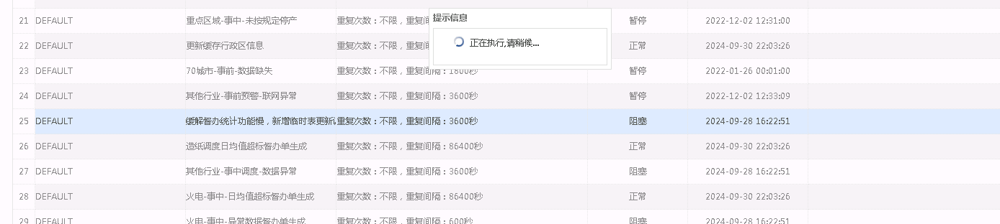 21 DEFAULT 重点区域-事中-未按规定停产 重复次数：不限，重复间 暂停 2022-12-02 12:31:00
提示信息
正在执行,请稍候...
22 DEFAULT 更新缓存行政区信息 重复次数：不限，重复间 正常 2024-09-30 22:03:26
23 DEFAULT 70城市-事前-数据缺失 重复次数：不限，重复间隔：1800秒 暂停 2022-01-26 00:01:00
24 DEFAULT 其他行业-事前预警-联网异常 重复次数：不限，重复间隔：3600秒 暂停 2022-12-02 12:33:09
25 DEFAULT 缓解督办统计功能慢，新增临时表更新 重复次数：不限，重复间隔：3600秒 阻塞 2024-09-28 16:22:51
26 DEFAULT 造纸调度日均值超标督办单生成 重复次数：不限，重复间隔：86400秒 正常 2024-09-30 22:03:26
27 DEFAULT 其他行业-事中调度-数据异常 重复次数：不限，重复间隔：3600秒 阻塞 2024-09-28 16:22:51
28 DEFAULT 火电-事中-日均值超标督办单生成 重复次数：不限，重复间隔：86400秒 正常 2024-09-30 22:03:26
29 DEFAULT 火电-事中-异常数据督办单生成 重复次数：不限，重复间隔：600秒 阻塞 2024-09-28 16:22:51